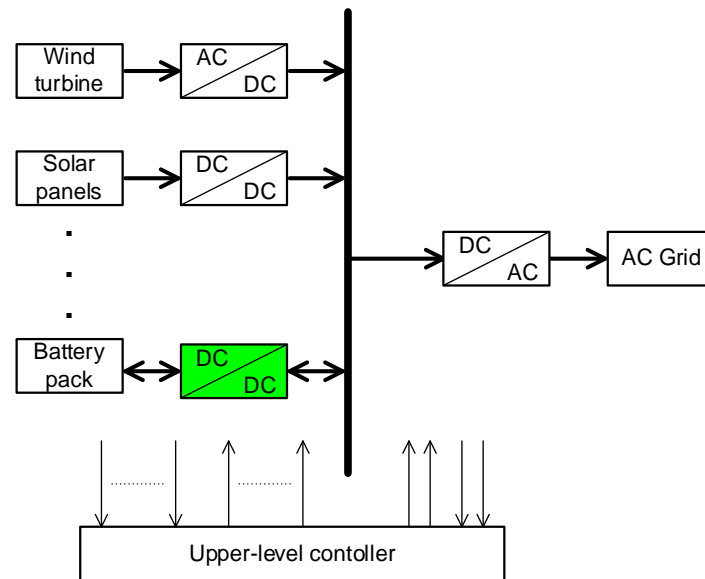 Wind
turbine
AC
DC
Solar
panels
DC
DC
DC
AC
AC Grid
Battery
pack
DC
DC
Upper-level contoller